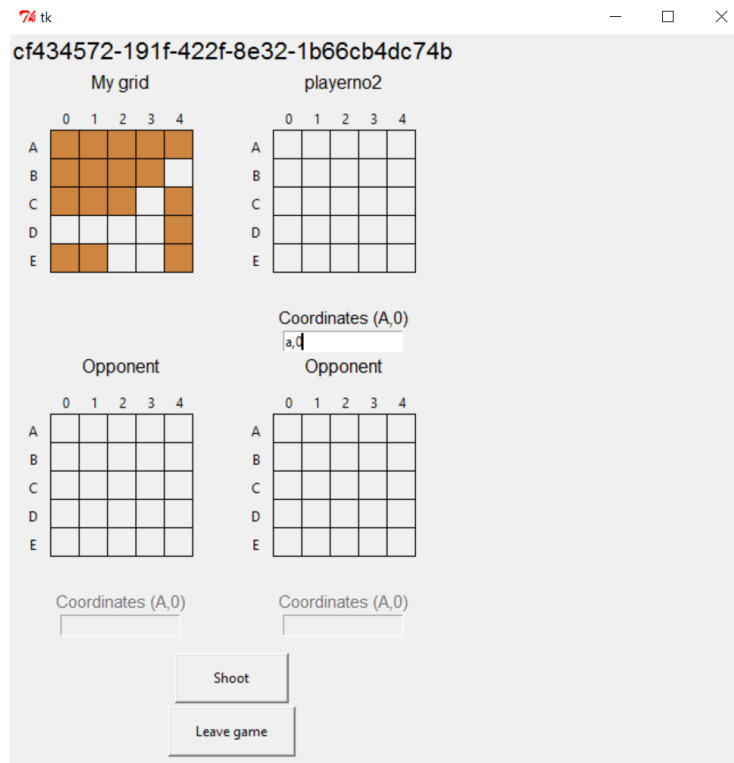 tk
cf434572-191f-422f-8e32-1b66cb4dc74b
My grid
playerno2
0 1 2 3 4
0 1 2 3 4
A
B
C
D
E
A
B
C
D
E
Coordinates (A,0)
a,0
Opponent
Opponent
0 1 2 3 4
0 1 2 3 4
A
B
C
D
E
A
B
C
D
E
Coordinates (A,0)
Coordinates (A,0)
Shoot
Leave game